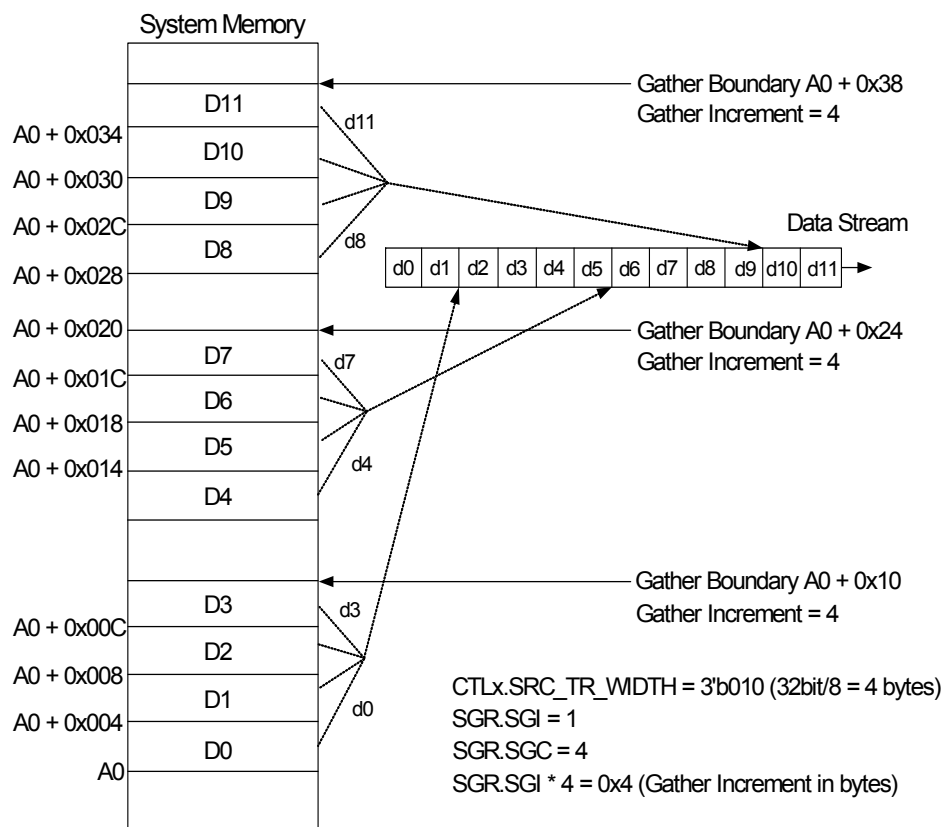 System Memory
Gather Boundary A0 + 0x38
Gather Increment = 4
D11
d11
A0 + 0x034
D10
A0 + 0x030
D9
A0 + 0x02C
D8
d8
A0 + 0x028
Data Stream
d0 d1 d2 d3 d4 d5 d6 d7 d8 d9 d10 d11
A0 + 0x020
Gather Boundary A0 + 0x24
Gather Increment = 4
D7
d7
A0 + 0x01C
D6
A0 + 0x018
D5
A0 + 0x014
d4
D4
Gather Boundary A0 + 0x10
Gather Increment = 4
D3
d3
A0 + 0x00C
D2
A0 + 0x008
D1
d0
A0 + 0x004
D0
A0
CTLx.SRC_TR_WIDTH = 3'b010 (32bit/8 = 4 bytes)
SGR.SGI = 1
SGR.SGC = 4
SGR.SGI * 4 = 0x4 (Gather Increment in bytes)